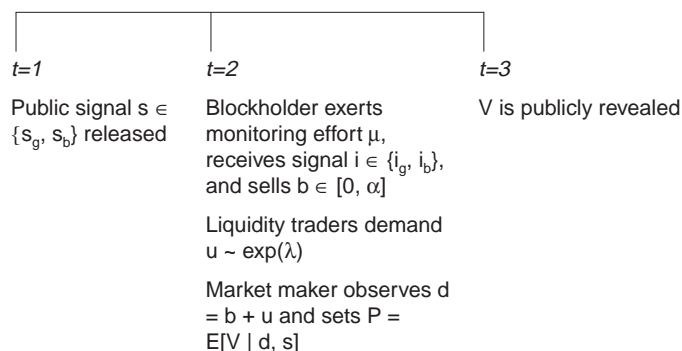 t=1
Public signal s ∈
{s_g, s_b} released
t=2
Blockholder exerts
monitoring effort μ,
receives signal i ∈ {i_g, i_b},
and sells b ∈ [0, α]
Liquidity traders demand
u ~ exp(λ)
Market maker observes d
= b + u and sets P =
E[V | d, s]
t=3
V is publicly revealed